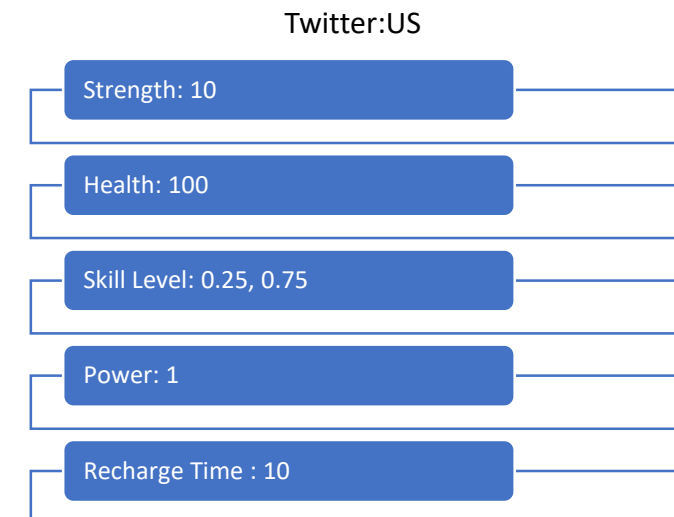 Twitter:US
Strength: 10
Health: 100
Skill Level: 0.25, 0.75
Power: 1
Recharge Time : 10